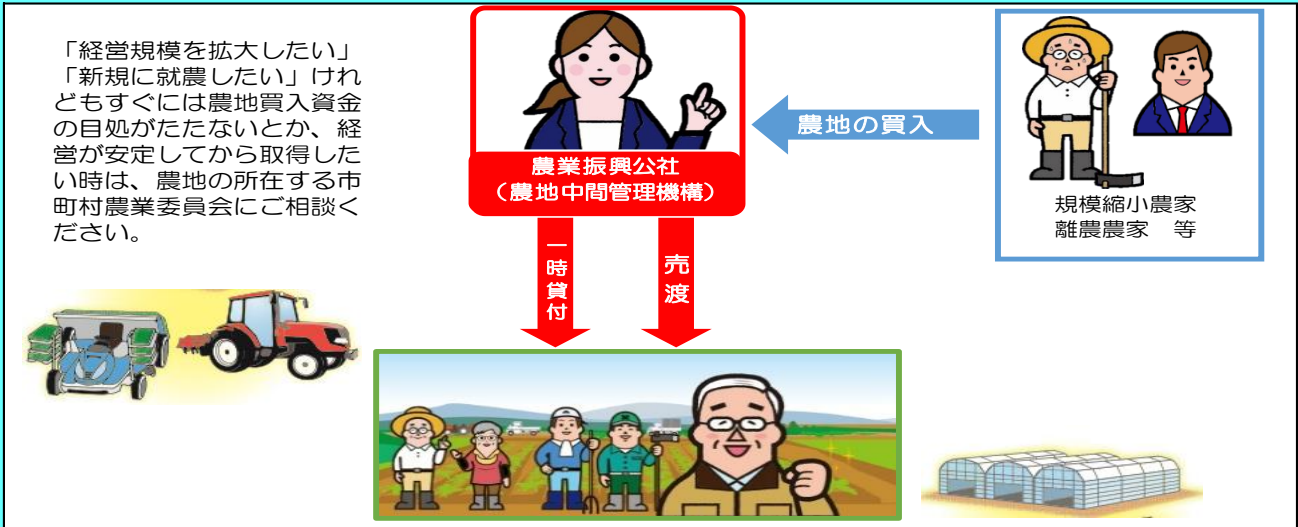 「経営規模を拡大したい」
「新規に就農したい」けれ
どもすぐには農地買入資金
の目処がたたないとか、経
営が安定してから取得した
い時は、農地の所在する市
町村農業委員会にご相談く
ださい。
農業振興公社
（農地中間管理機構）
農地の買入
規模縮小農家
離農農家　等
一時貸付
売渡